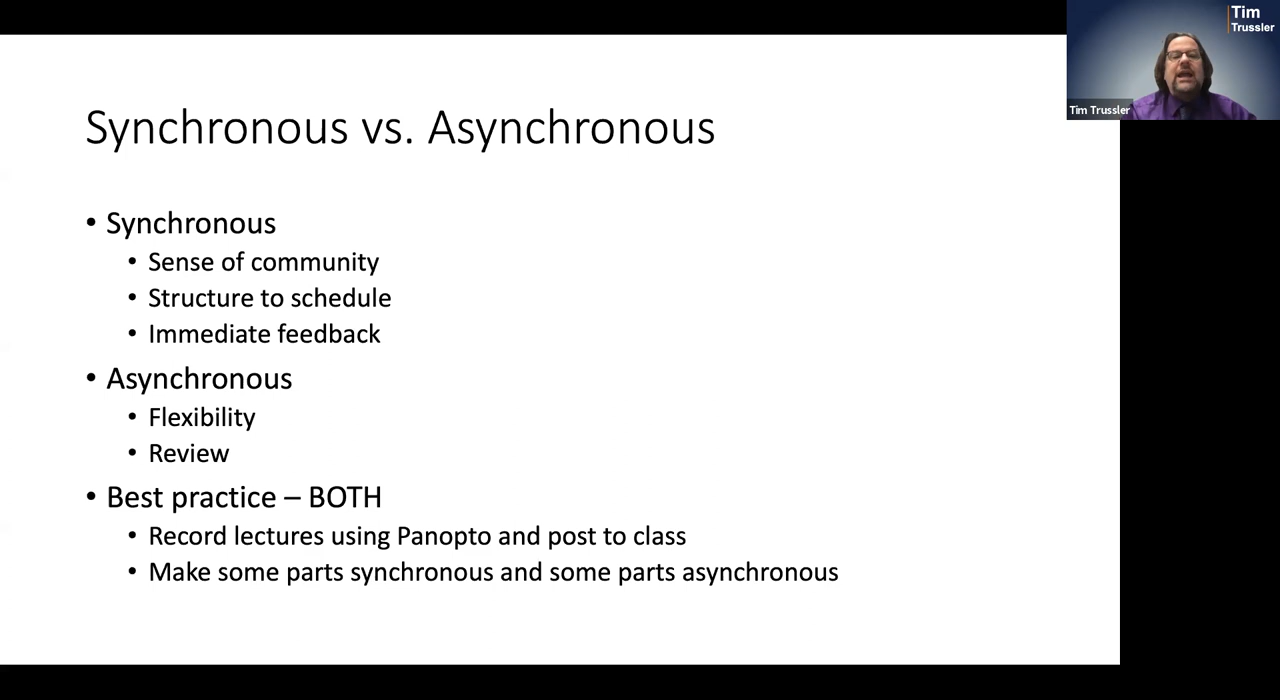 Tim
Trussler
Tim Trussler
Synchronous vs. Asynchronous
• Synchronous
• Sense of community
• Structure to schedule
• Immediate feedback
• Asynchronous
• Flexibility
• Review
• Best practice – BOTH
• Record lectures using Panopto and post to class
• Make some parts synchronous and some parts asynchronous